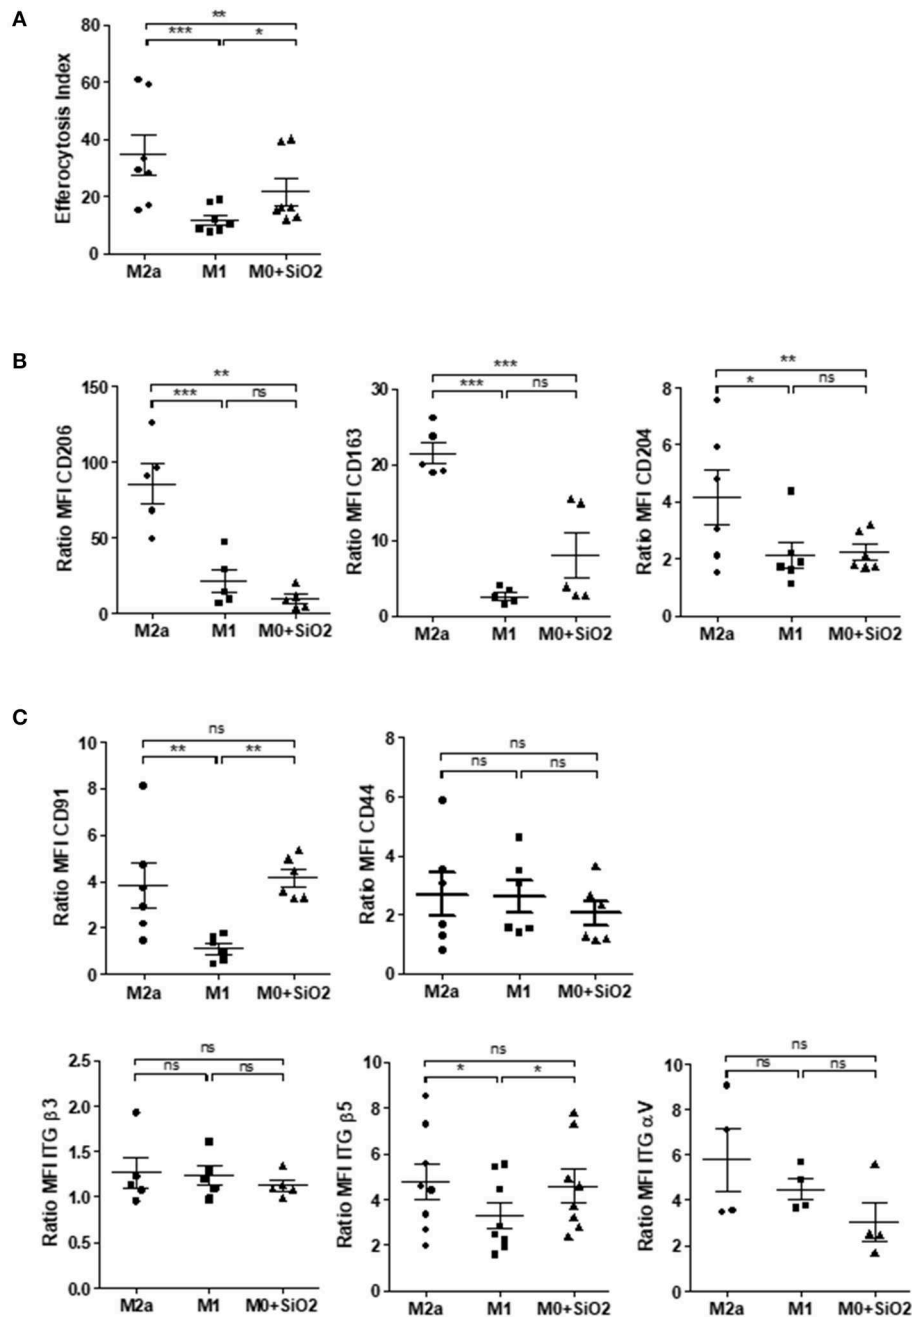 A
Efferocytosis Index
80
60
40
20
0
**
*** *
M2a M1 M0+SiO2
B
Ratio MFI CD206
150
100
50
0
**
*** ns
M2a M1 M0+SiO2
Ratio MFI CD163
30
20
10
0
***
*** ns
M2a M1 M0+SiO2
Ratio MFI CD204
8
6
4
2
0
**
* ns
M2a M1 M0+SiO2
C
Ratio MFI CD91
10
8
6
4
2
0
ns
** **
M2a M1 M0+SiO2
Ratio MFI CD44
8
6
4
2
0
ns
ns ns
M2a M1 M0+SiO2
Ratio MFI ITG β3
2.5
2.0
1.5
1.0
0.5
0.0
ns
ns ns
M2a M1 M0+SiO2
Ratio MFI ITG β5
10
8
6
4
2
0
ns
* *
M2a M1 M0+SiO2
Ratio MFI ITG αV
10
8
6
4
2
0
ns
ns ns
M2a M1 M0+SiO2